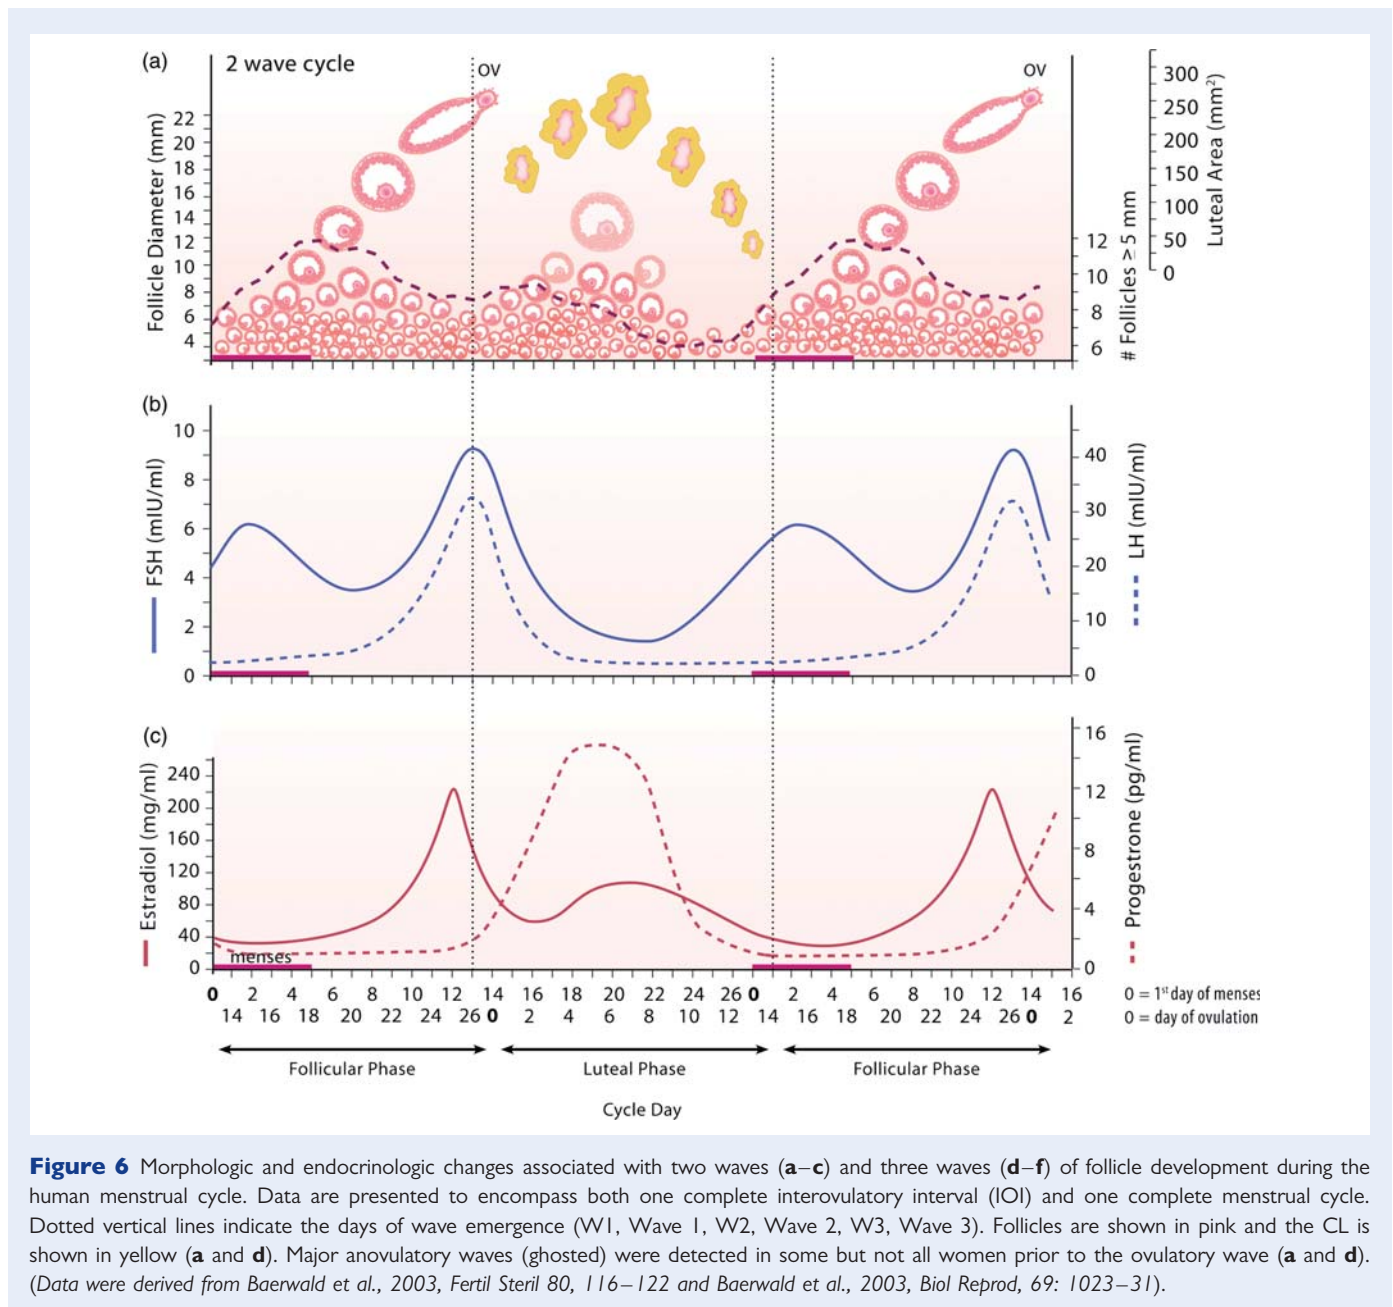 (a)
2 wave cycle
OV
OV
Follicle Diameter (mm)
22
20
18
16
14
12
10
8
6
4
12
10
8
6
# Follicles ≥ 5 mm
300
250
200
150
100
50
0
Luteal Area (mm²)
(b)
FSH (mIU/ml)
10
8
6
4
2
0
40
30
20
10
0
LH (mIU/ml)
(c)
Estradiol (mg/ml)
240
200
160
120
80
40
0
menses
16
12
8
4
0
Progestrone (pg/ml)
0 2 4 6 8 10 12 14 16 18 20 22 24 26 0 2 4 6 8 10 12 14 16
14 16 18 20 22 24 26 0 2 4 6 8 10 12 14 16 18 20 22 24 26 0 2
0 = 1st day of menses
0 = day of ovulation
Follicular Phase
Luteal Phase
Follicular Phase
Cycle Day
Figure 6 Morphologic and endocrinologic changes associated with two waves (a–c) and three waves (d–f) of follicle development during the
human menstrual cycle. Data are presented to encompass both one complete interovulatory interval (IOI) and one complete menstrual cycle.
Dotted vertical lines indicate the days of wave emergence (W1, Wave 1, W2, Wave 2, W3, Wave 3). Follicles are shown in pink and the CL is
shown in yellow (a and d). Major anovulatory waves (ghosted) were detected in some but not all women prior to the ovulatory wave (a and d).
(Data were derived from Baerwald et al., 2003, Fertil Steril 80, 116–122 and Baerwald et al., 2003, Biol Reprod, 69: 1023–31).